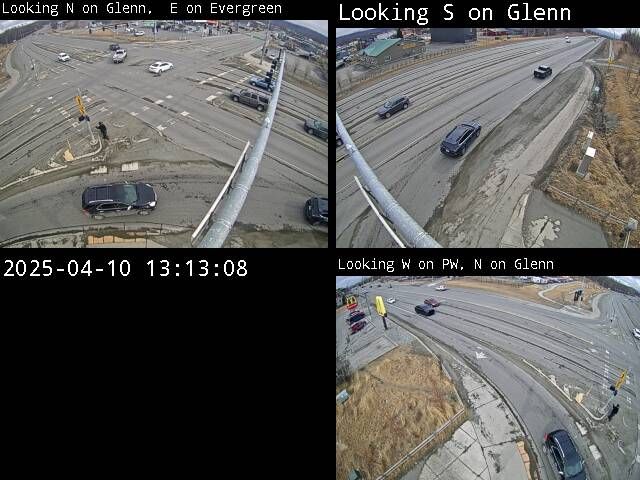 Looking N on Glenn,  E on Evergreen
Looking S on Glenn
2025-04-10 13:13:08
Looking W on PW, N on Glenn